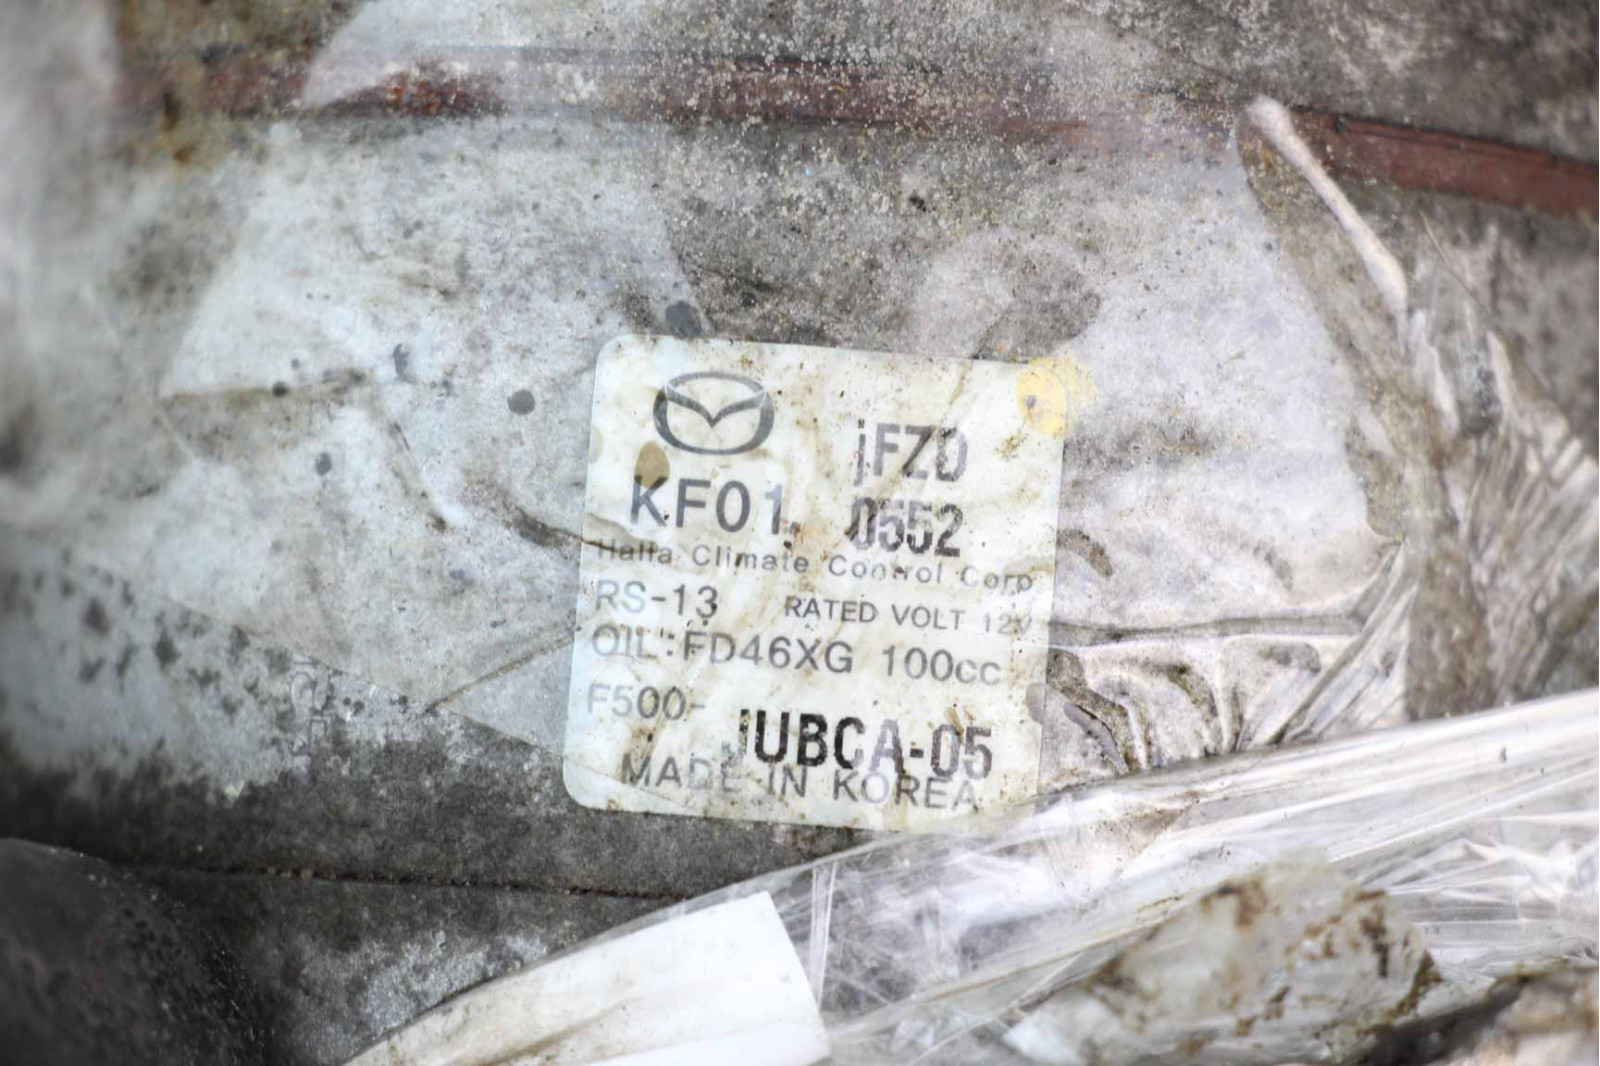 jFZD
KF01 0552
Halla Climate Control Corp
RS-13 RATED VOLT 12V
OIL:FD46XG 100cc
F500-
JUBCA-05
MADE IN KOREA